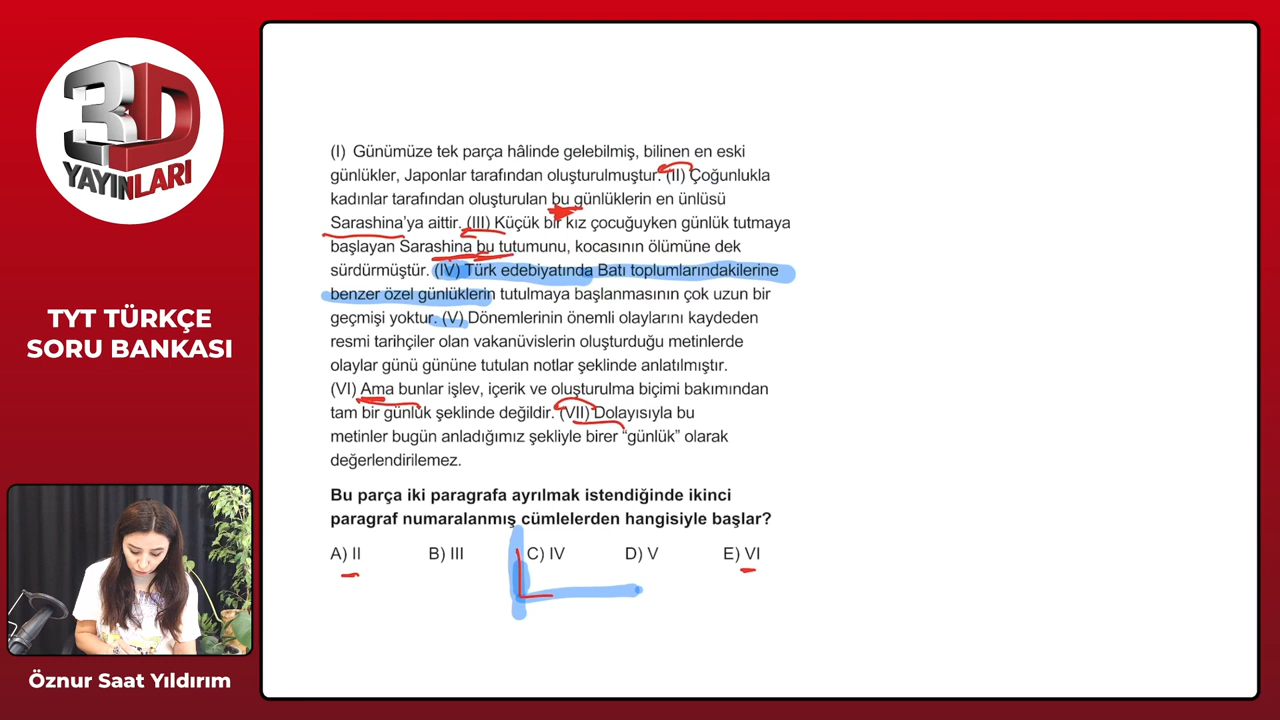 3D
YAYINLARI
TYT TÜRKÇE
SORU BANKASI
Öznur Saat Yıldırım
(I) Günümüze tek parça hâlinde gelebilmiş, bilinen en eski
günlükler, Japonlar tarafından oluşturulmuştur. (II) Çoğunlukla
kadınlar tarafından oluşturulan bu günlüklerin en ünlüsü
Sarashina'ya aittir. (III) Küçük bir kız çocuğuyken günlük tutmaya
başlayan Sarashina bu tutumunu, kocasının ölümüne dek
sürdürmüştür. (IV) Türk edebiyatında Batı toplumlarındakilerine
benzer özel günlüklerin tutulmaya başlanmasının çok uzun bir
geçmişi yoktur. (V) Dönemlerinin önemli olaylarını kaydeden
resmi tarihçiler olan vakanüvislerin oluşturduğu metinlerde
olaylar günü gününe tutulan notlar şeklinde anlatılmıştır.
(VI) Ama bunlar işlev, içerik ve oluşturulma biçimi bakımından
tam bir günlük şeklinde değildir. (VII) Dolayısıyla bu
metinler bugün anladığımız şekliyle birer “günlük” olarak
değerlendirilemez.
Bu parça iki paragrafa ayrılmak istendiğinde ikinci
paragraf numaralanmış cümlelerden hangisiyle başlar?
A) II B) III C) IV D) V E) VI